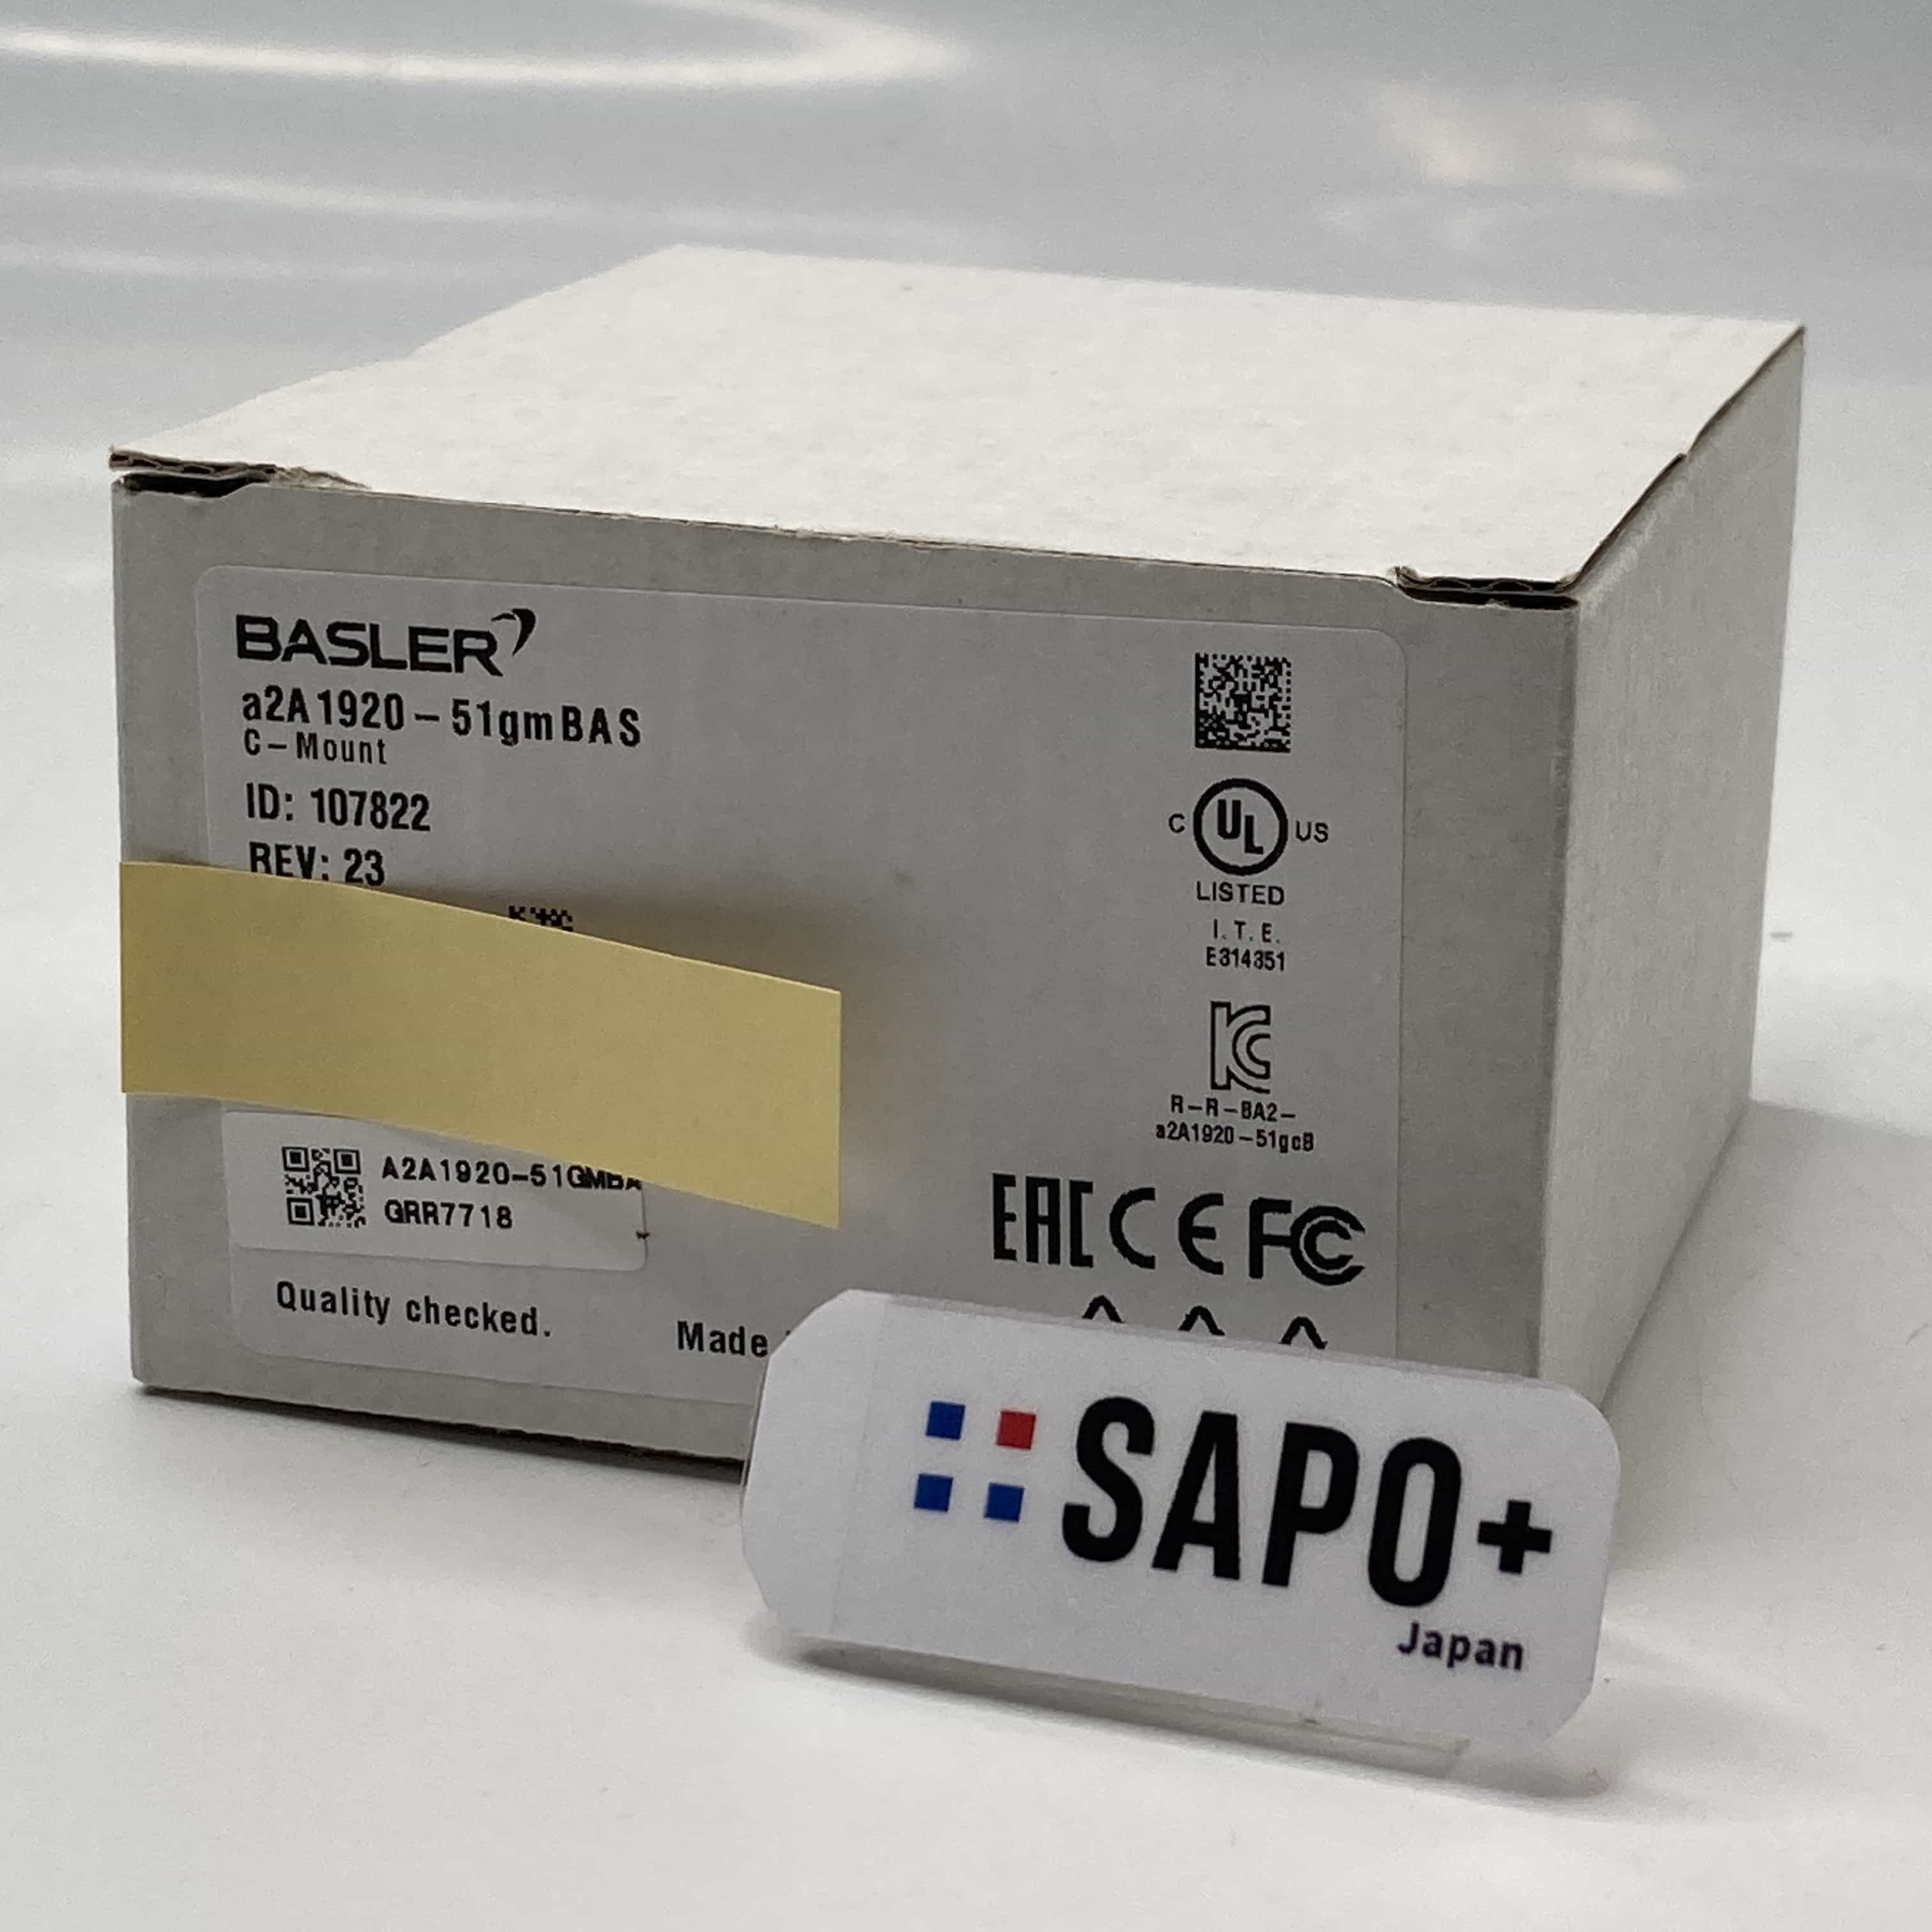 BASLER
a2A1920-51gmBAS
C-Mount
ID: 107822
REV: 23
A2A1920-51GMBA
GRR7718
Quality checked.
Made
C UL US
LISTED
I.T.E.
E314351
KC
R-R-BA2-
a2A1920-51gcB
EAC CE FC
SAPO+
Japan